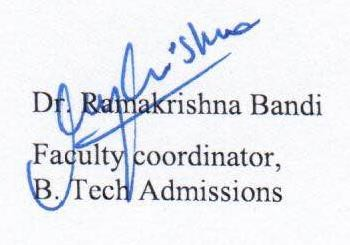 Dr. Ramakrishna Bandi
Faculty coordinator,
B. Tech Admissions